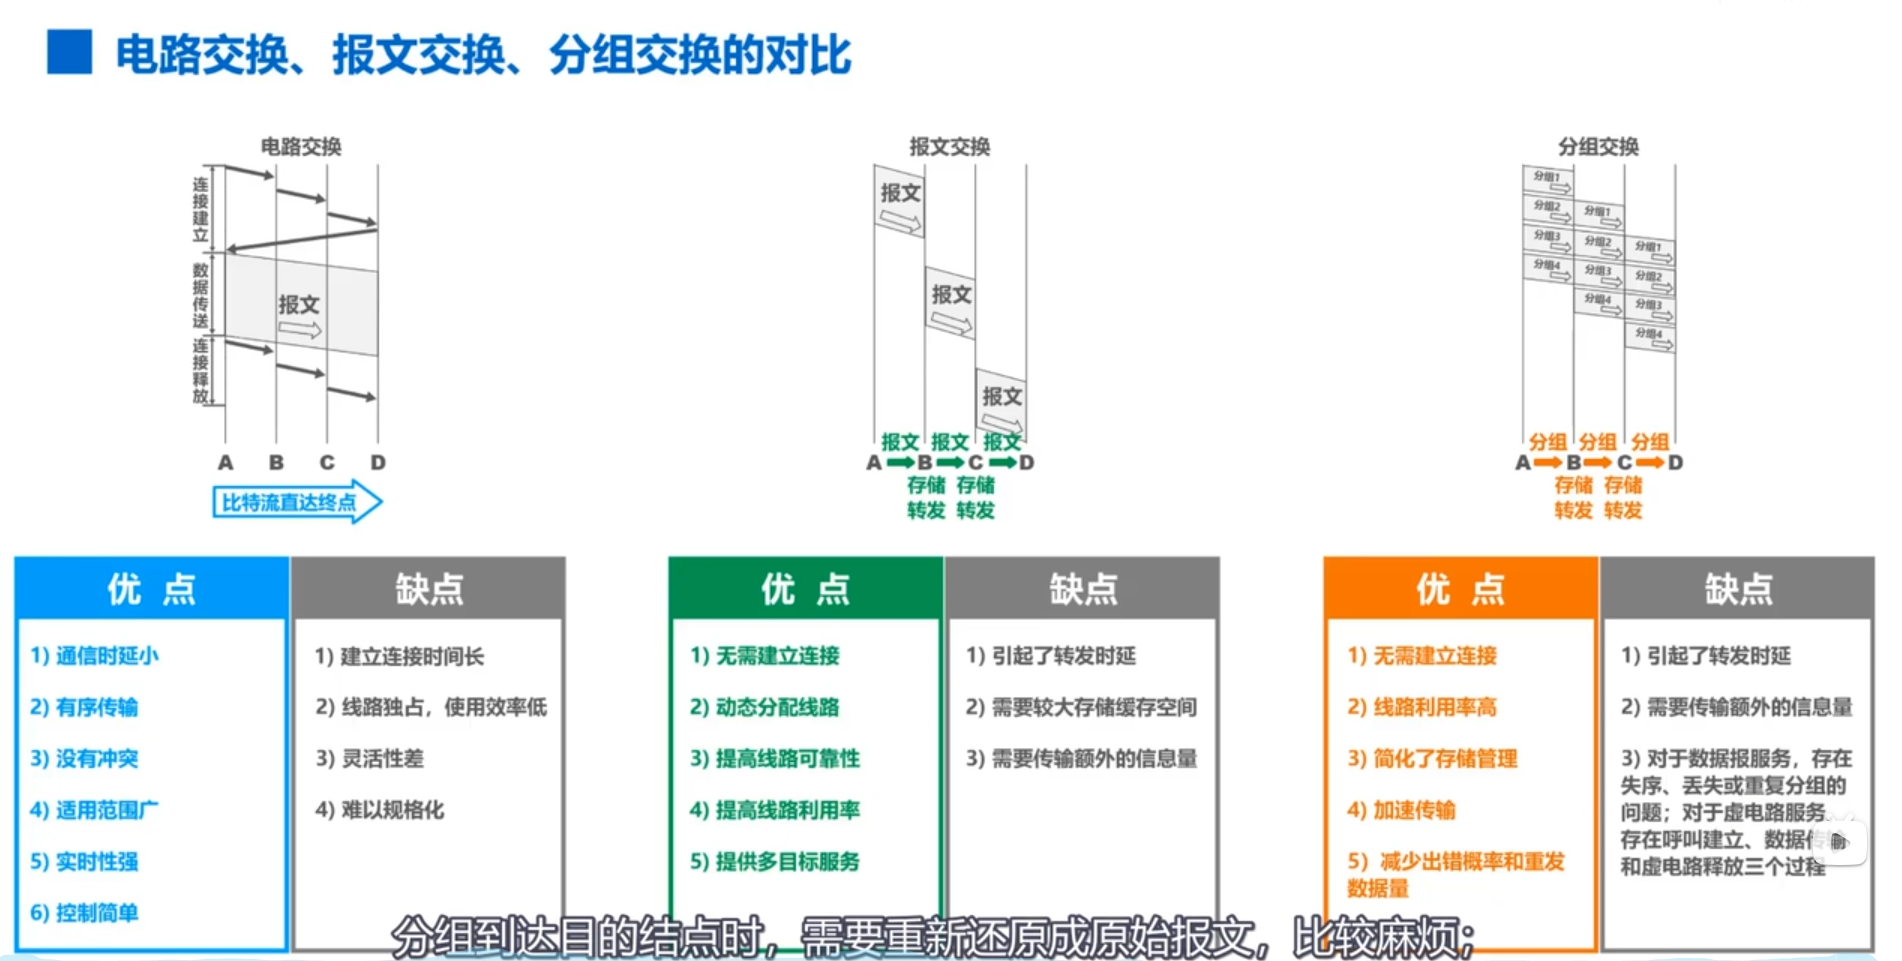 电路交换、报文交换、分组交换的对比
电路交换
连接建立
数据传送
连接释放
报文
A B C D
比特流直达终点
报文交换
报文
报文
报文
报文 报文 报文
A B C D
存储 存储
转发 转发
分组交换
分组1
分组2 分组1
分组3 分组2 分组1
分组4 分组3 分组2
分组4 分组3
分组4
分组 分组 分组
A B C D
存储 存储
转发 转发
优 点
1) 通信时延小
2) 有序传输
3) 没有冲突
4) 适用范围广
5) 实时性强
6) 控制简单
缺点
1) 建立连接时间长
2) 线路独占，使用效率低
3) 灵活性差
4) 难以规格化
优 点
1) 无需建立连接
2) 动态分配线路
3) 提高线路可靠性
4) 提高线路利用率
5) 提供多目标服务
缺点
1) 引起了转发时延
2) 需要较大存储缓存空间
3) 需要传输额外的信息量
优 点
1) 无需建立连接
2) 线路利用率高
3) 简化了存储管理
4) 加速传输
5) 减少出错概率和重发
数据量
缺点
1) 引起了转发时延
2) 需要传输额外的信息量
3) 对于数据报服务，存在
失序、丢失或重复分组的
问题；对于虚电路服务，
存在呼叫建立、数据传输
和虚电路释放三个过程
分组到达目的结点时，需要重新还原成原始报文，比较麻烦；